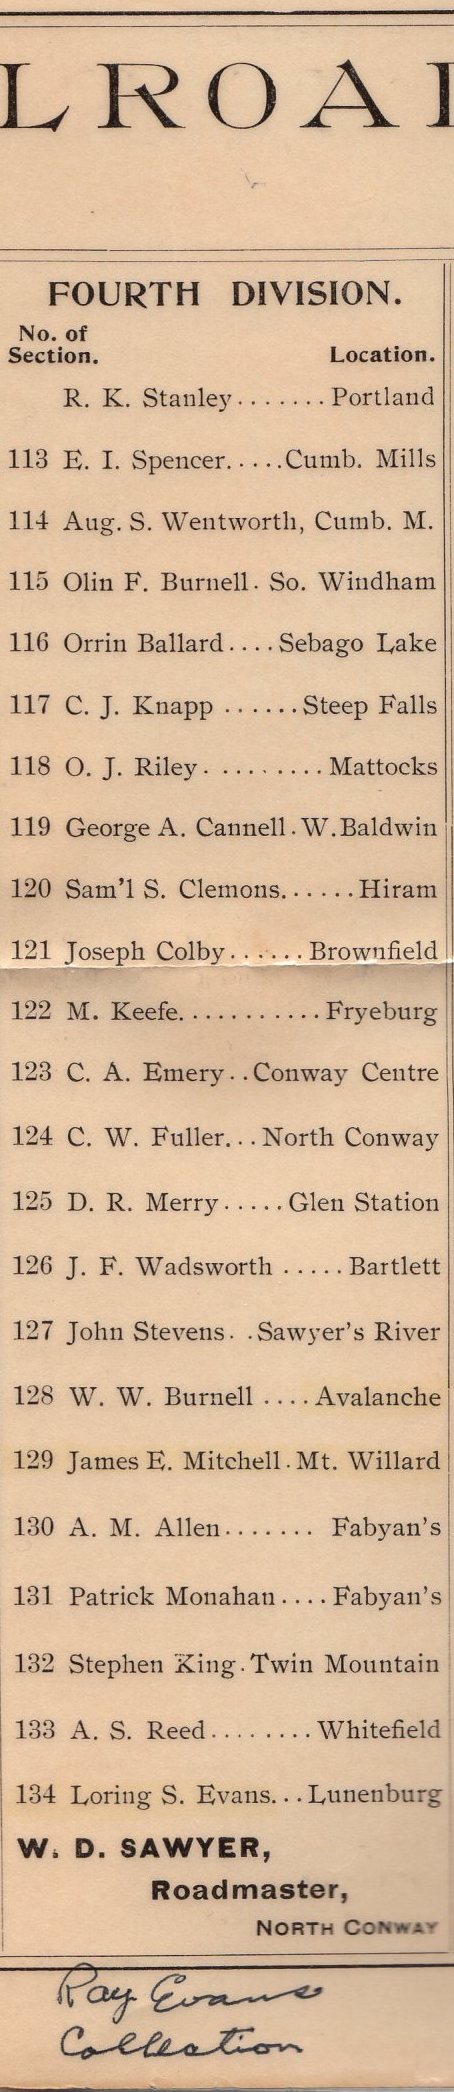 LROAD
FOURTH DIVISION.
No. of
Section. Location.
R. K. Stanley.......Portland
113 E. I. Spencer.....Cumb. Mills
114 Aug. S. Wentworth, Cumb. M.
115 Olin F. Burnell. So. Windham
116 Orrin Ballard....Sebago Lake
117 C. J. Knapp ......Steep Falls
118 O. J. Riley..........Mattocks
119 George A. Cannell.W.Baldwin
120 Sam'l S. Clemons......Hiram
121 Joseph Colby.......Brownfield
122 M. Keefe...........Fryeburg
123 C. A. Emery..Conway Centre
124 C. W. Fuller...North Conway
125 D. R. Merry.....Glen Station
126 J. F. Wadsworth .....Bartlett
127 John Stevens. .Sawyer's River
128 W. W. Burnell ....Avalanche
129 James E. Mitchell.Mt. Willard
130 A. M. Allen....... Fabyan's
131 Patrick Monahan....Fabyan's
132 Stephen King.Twin Mountain
133 A. S. Reed........Whitefield
134 Loring S. Evans...Lunenburg
W. D. SAWYER,
Roadmaster,
NORTH CONWAY
Ray Evans
Collection